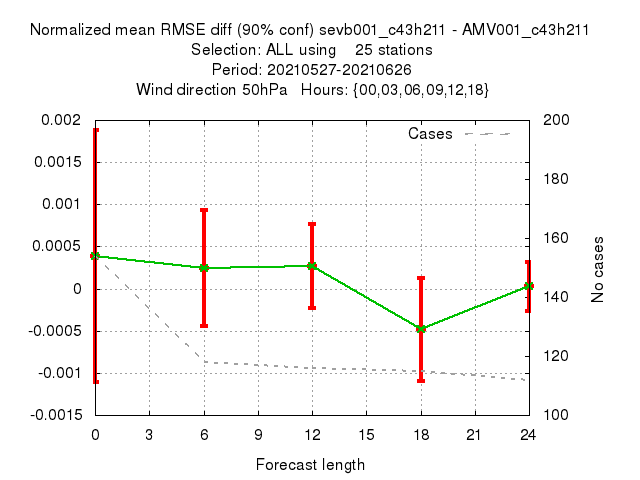 Normalized mean RMSE diff (90% conf) sevb001_c43h211 - AMV001_c43h211
Selection: ALL using    25 stations
Period: 20210527-20210626
Wind direction 50hPa   Hours: {00,03,06,09,12,18}
Cases
0.002
0.0015
0.001
0.0005
0
-0.0005
-0.001
-0.0015
200
180
160
140
120
100
No cases
0 3 6 9 12 15 18 21 24
Forecast length